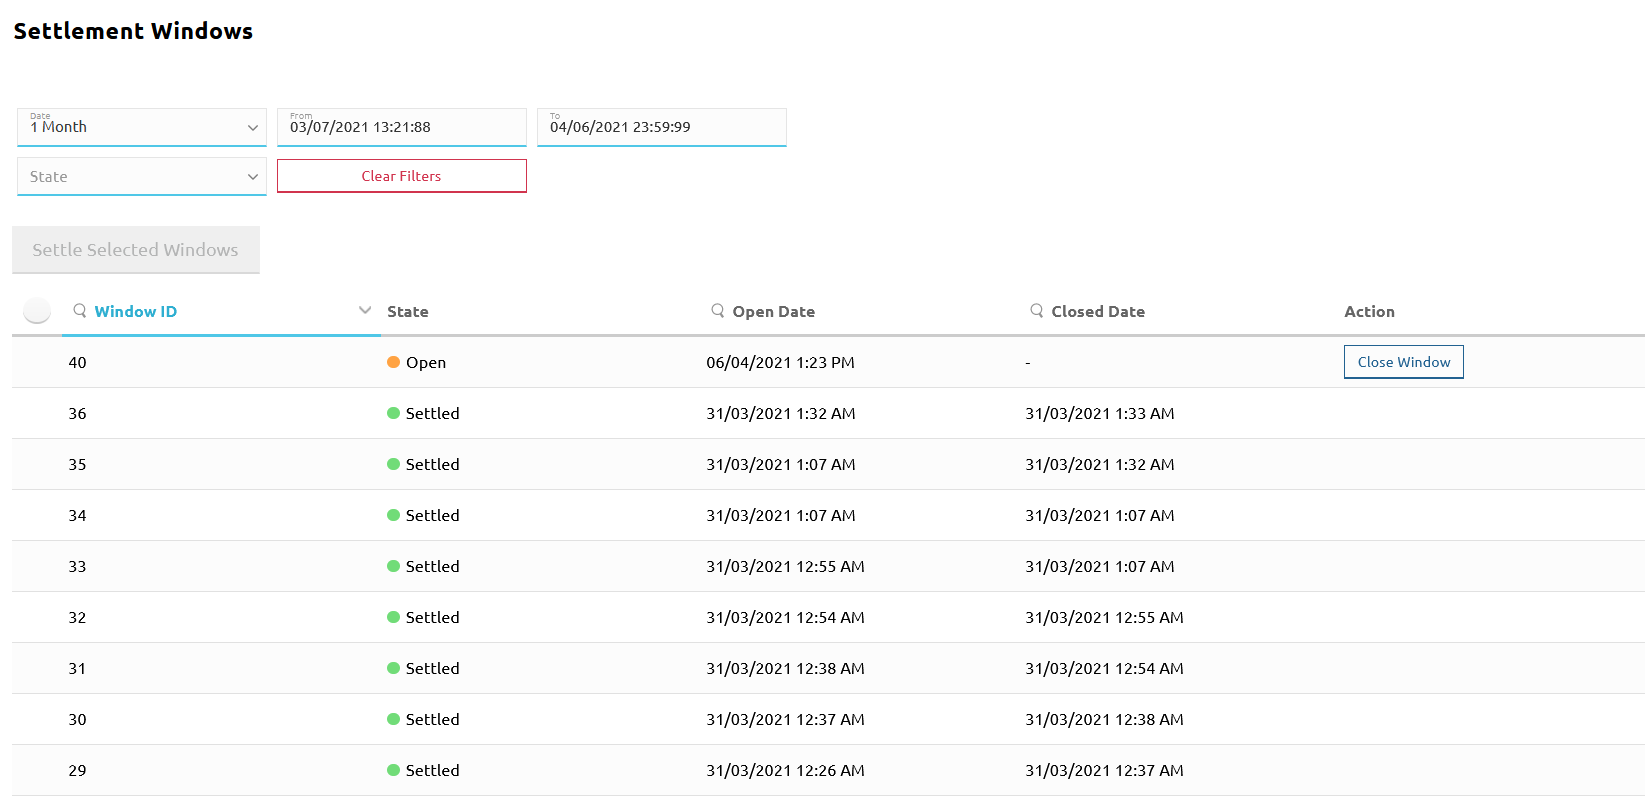 Settlement Windows
Date
1 Month
From
03/07/2021 13:21:88
To
04/06/2021 23:59:99
State
Clear Filters
Settle Selected Windows
Window ID State Open Date Closed Date Action
40 Open 06/04/2021 1:23 PM - Close Window
36 Settled 31/03/2021 1:32 AM 31/03/2021 1:33 AM
35 Settled 31/03/2021 1:07 AM 31/03/2021 1:32 AM
34 Settled 31/03/2021 1:07 AM 31/03/2021 1:07 AM
33 Settled 31/03/2021 12:55 AM 31/03/2021 1:07 AM
32 Settled 31/03/2021 12:54 AM 31/03/2021 12:55 AM
31 Settled 31/03/2021 12:38 AM 31/03/2021 12:54 AM
30 Settled 31/03/2021 12:37 AM 31/03/2021 12:38 AM
29 Settled 31/03/2021 12:26 AM 31/03/2021 12:37 AM